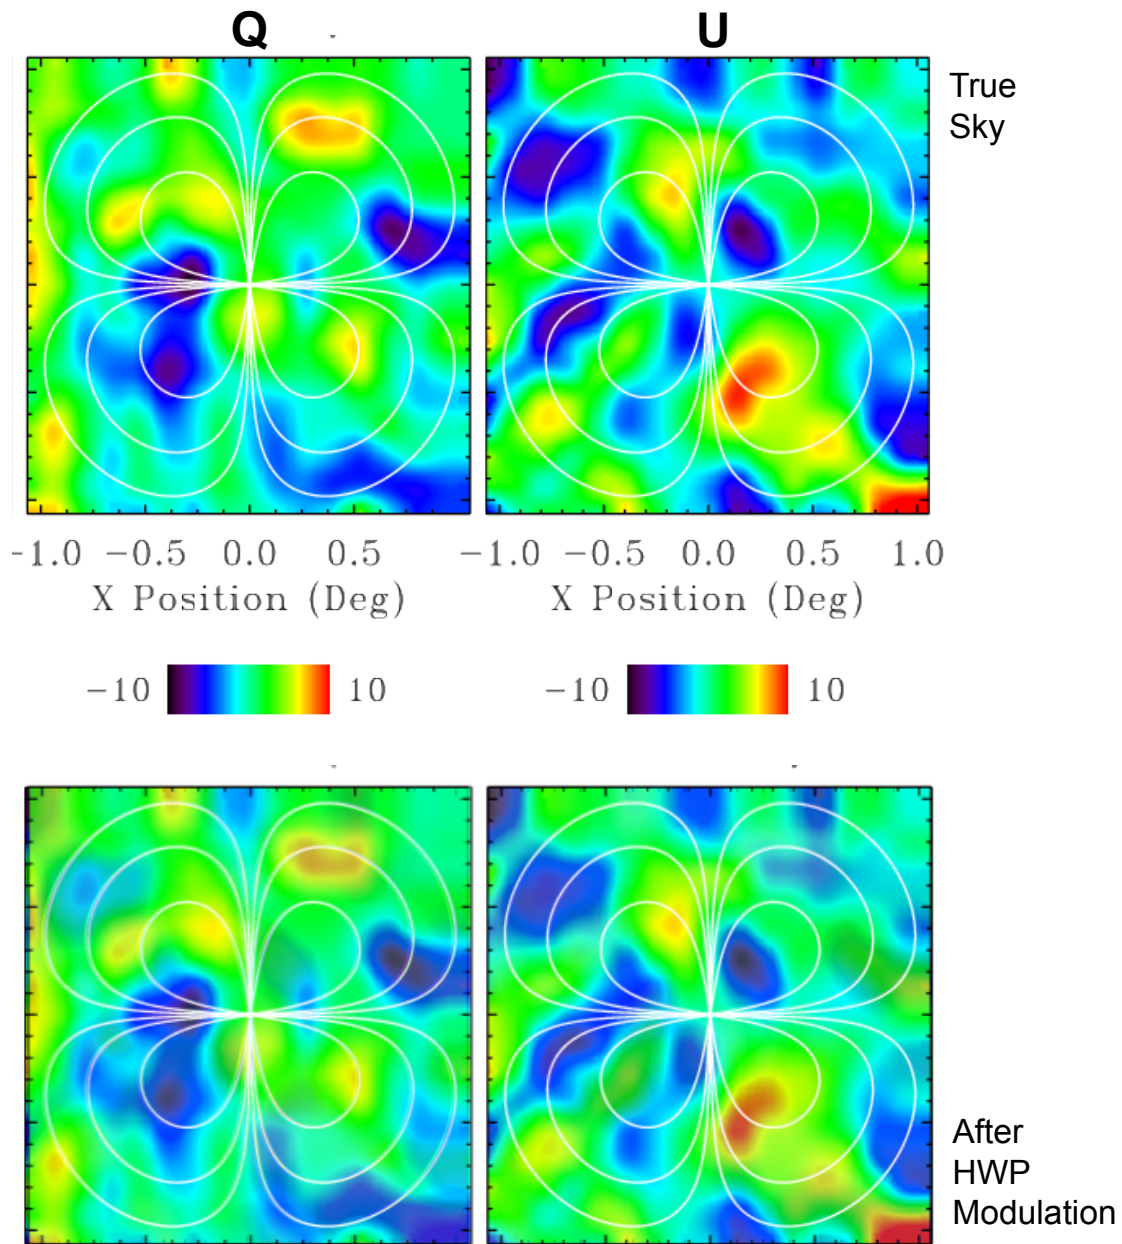 Q U
True
Sky
-1.0 -0.5 0.0 0.5 -1.0 -0.5 0.0 0.5 1.0
X Position (Deg) X Position (Deg)
-10 10 -10 10
After
HWP
Modulation